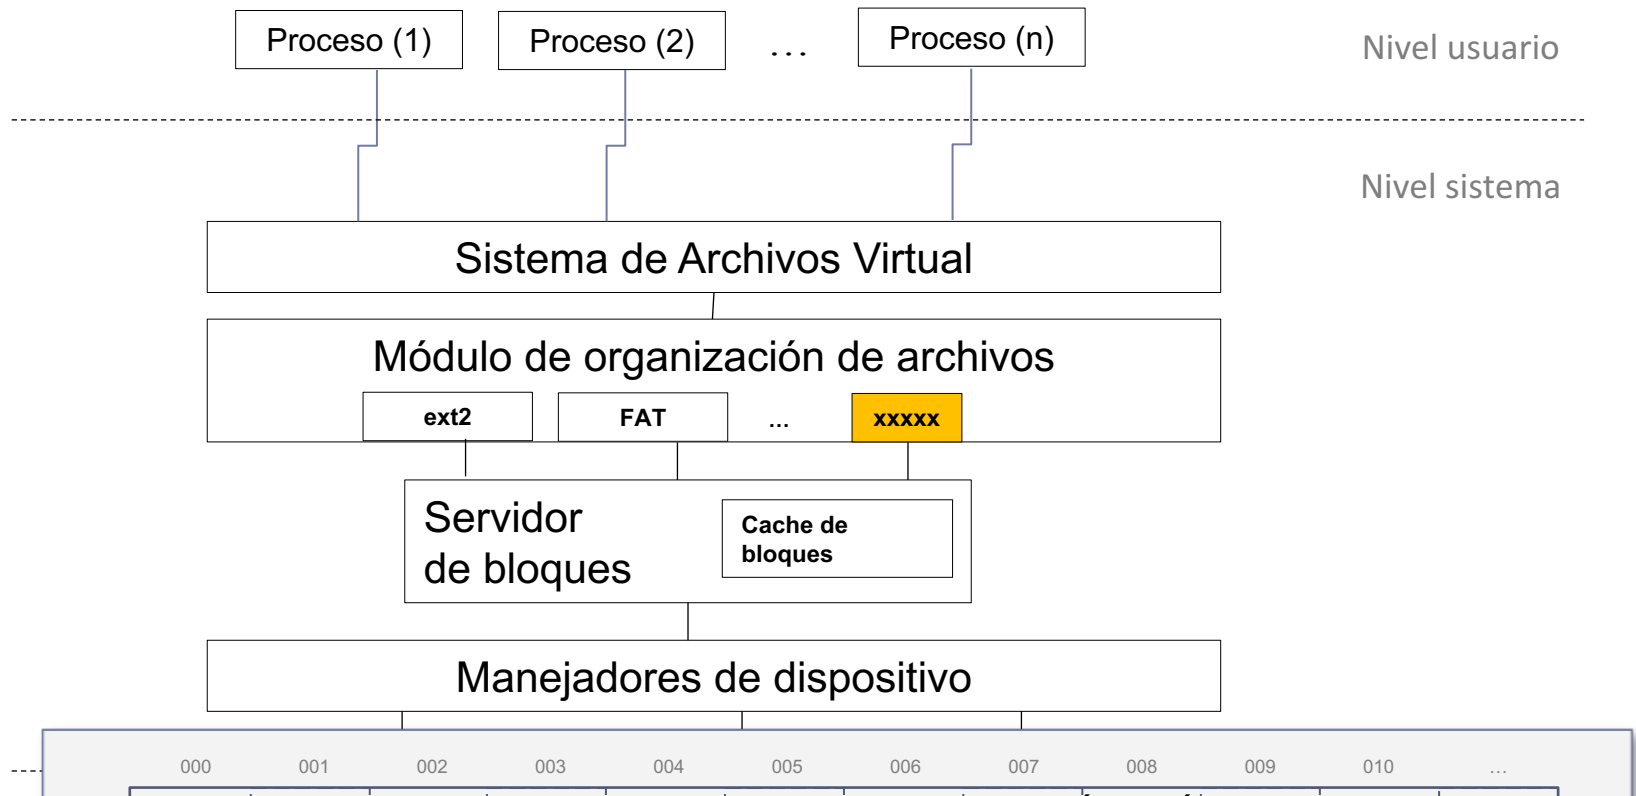 Proceso (1) Proceso (2) ... Proceso (n) Nivel usuario
Nivel sistema
Sistema de Archivos Virtual
Módulo de organización de archivos
ext2 FAT ... xxxxx
Servidor
de bloques
Cache de
bloques
Manejadores de dispositivo
000 001 002 003 004 005 006 007 008 009 010 ...